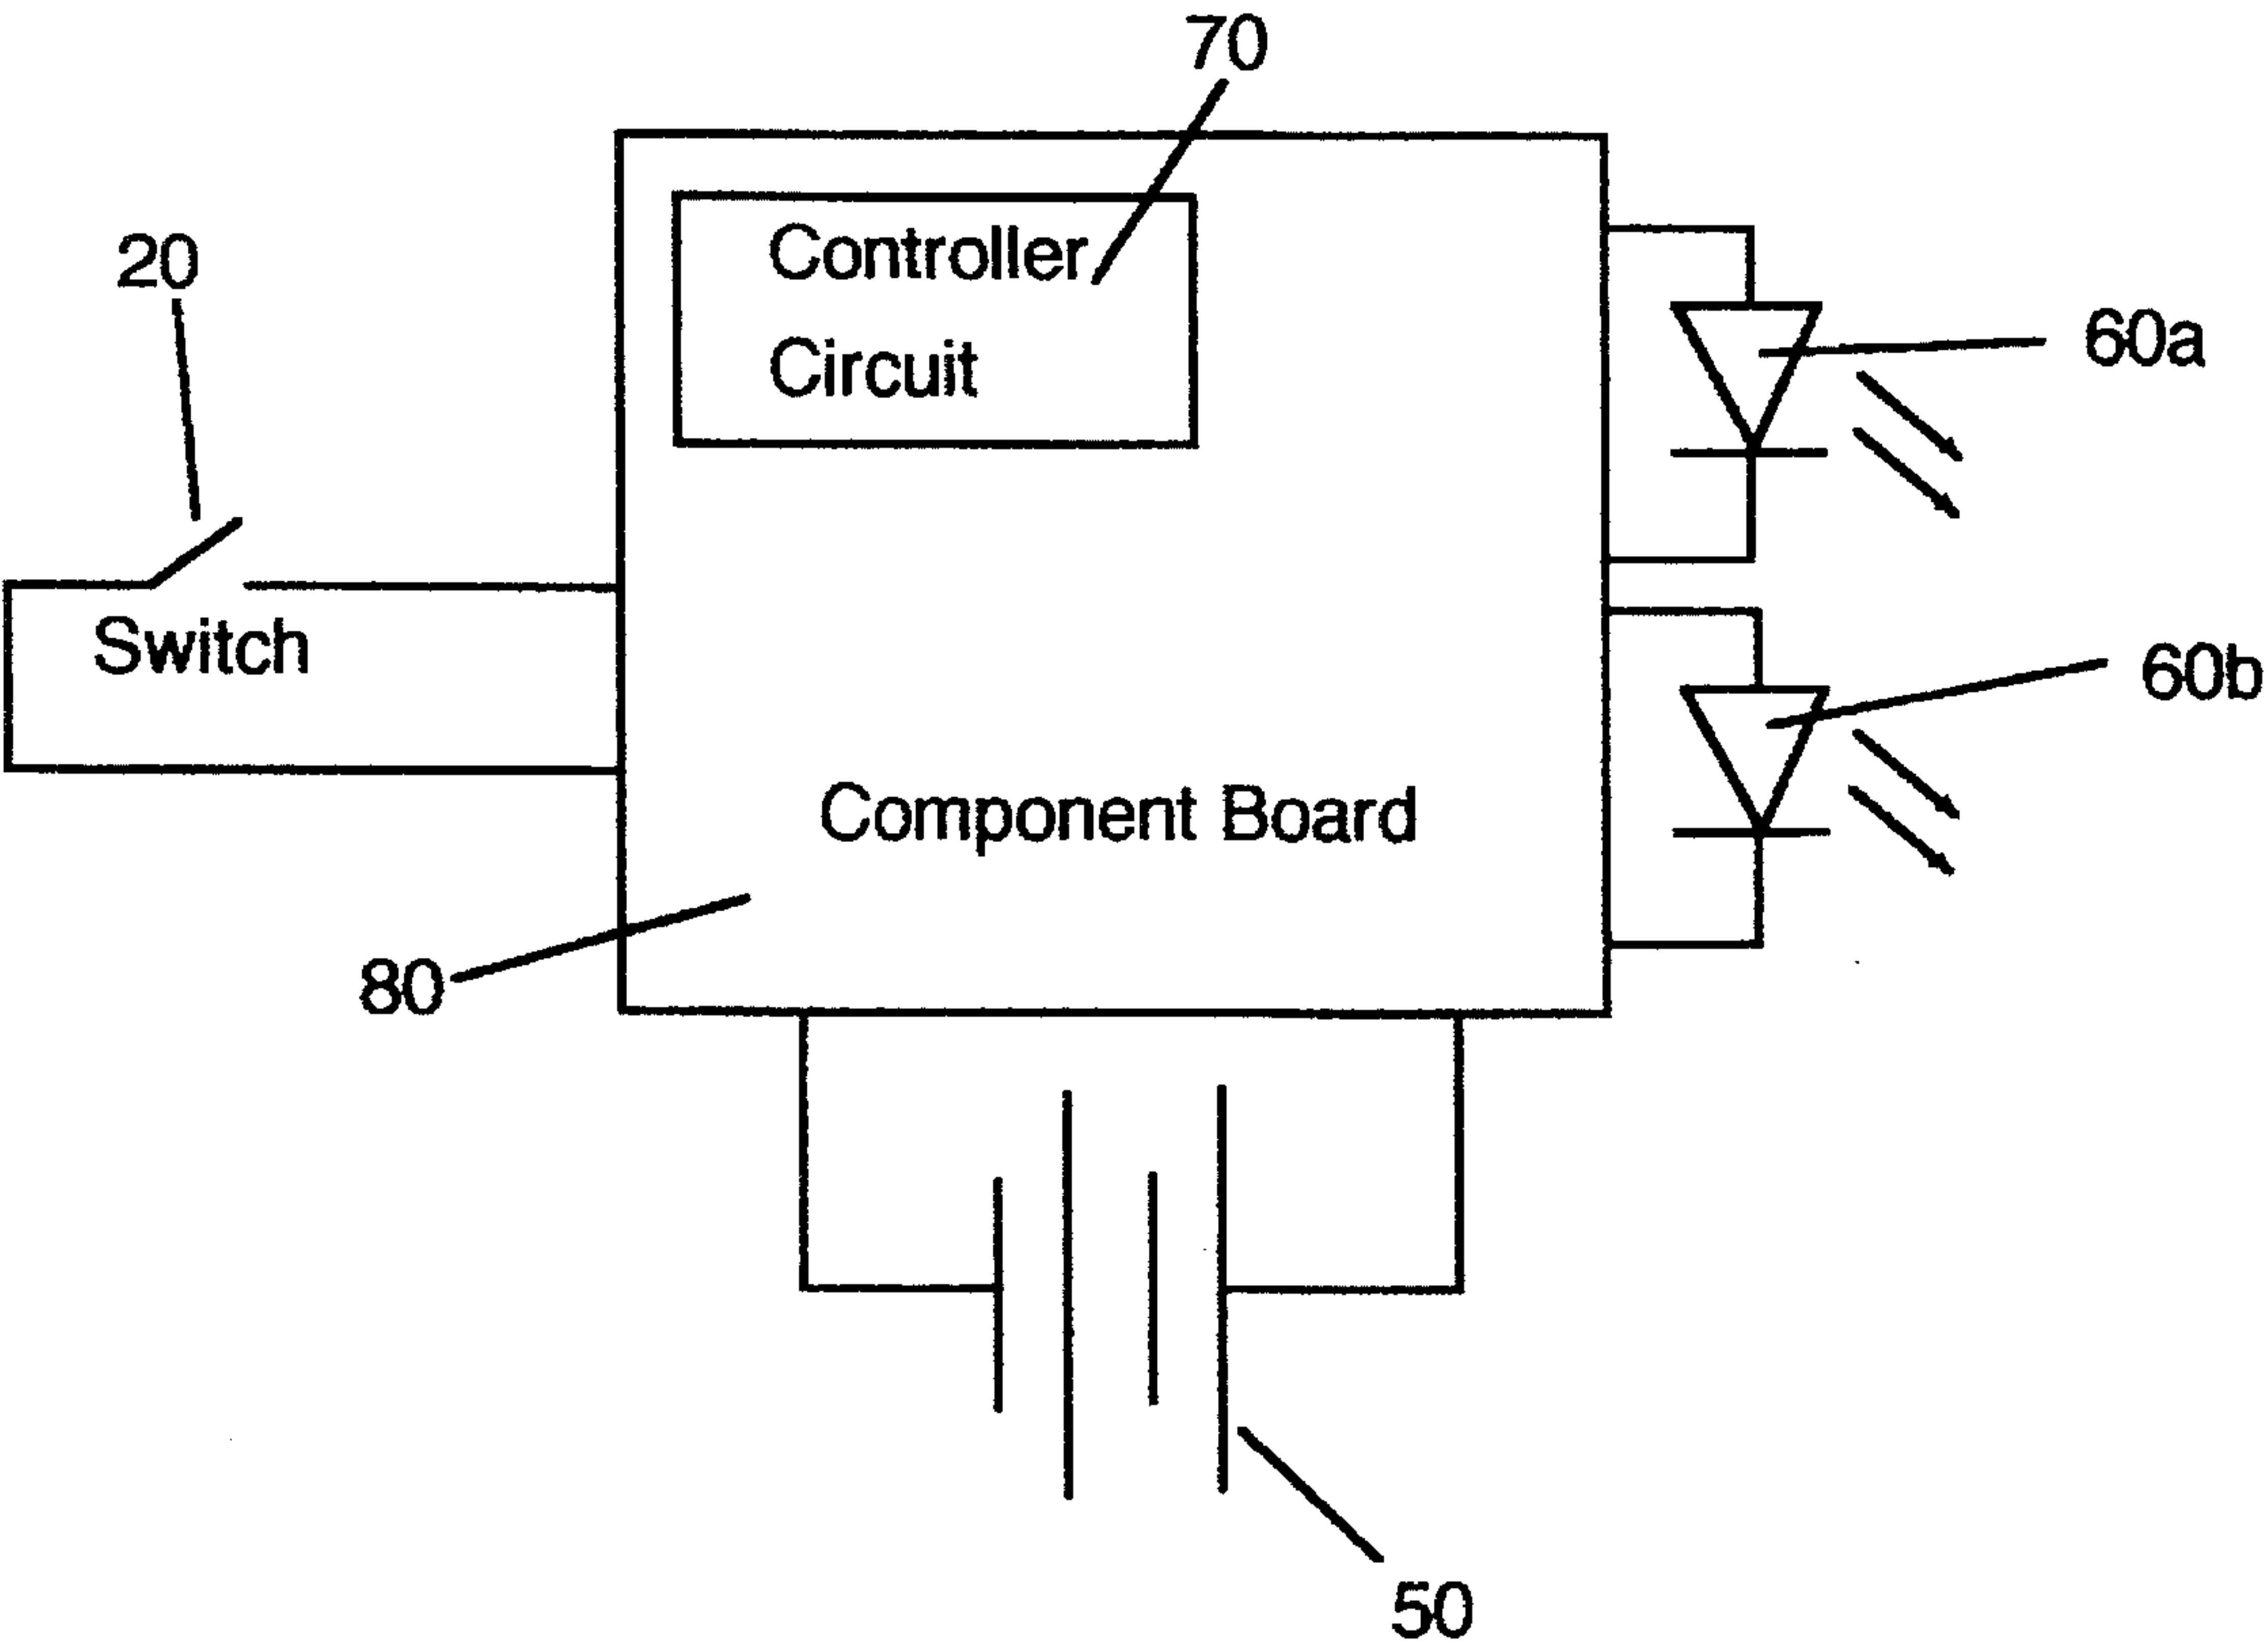 70
Controller
Circuit
20
60a
Switch
60b
Component Board
80
50